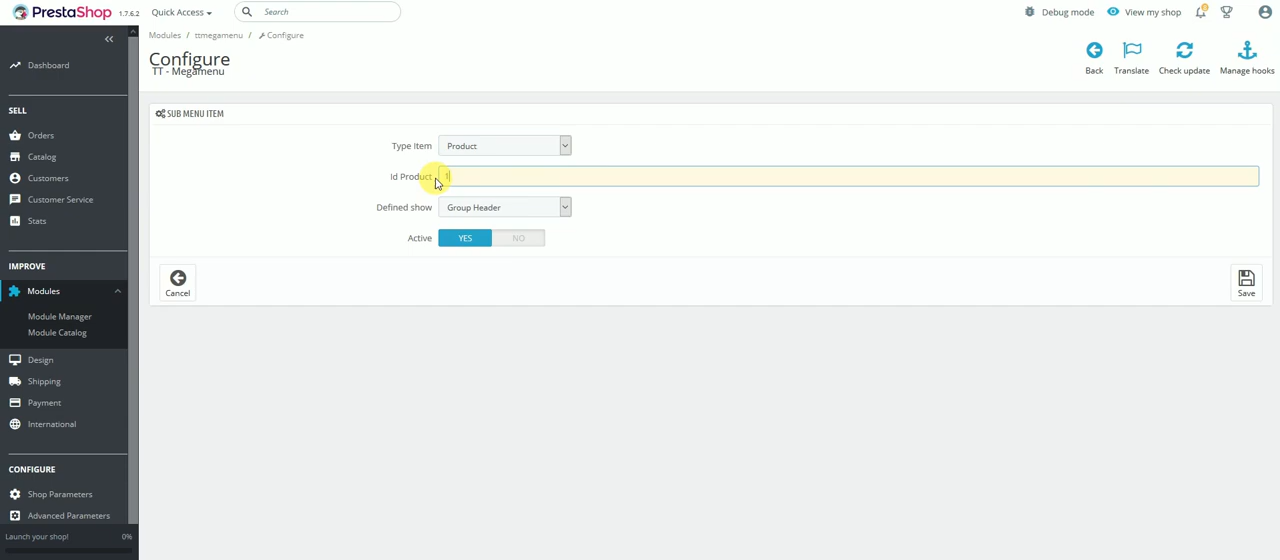 PrestaShop 1.7.6.2 Quick Access Search Debug mode View my shop
Modules / ttmegamenu / Configure
Configure
TT - Megamenu
Back Translate Check update Manage hooks
Dashboard
SELL
Orders
Catalog
Customers
Customer Service
Stats
IMPROVE
Modules
Module Manager
Module Catalog
Design
Shipping
Payment
International
CONFIGURE
Shop Parameters
Advanced Parameters
Launch your shop! 0%
SUB MENU ITEM
Type Item Product
Id Product 1
Defined show Group Header
Active YES NO
Cancel Save